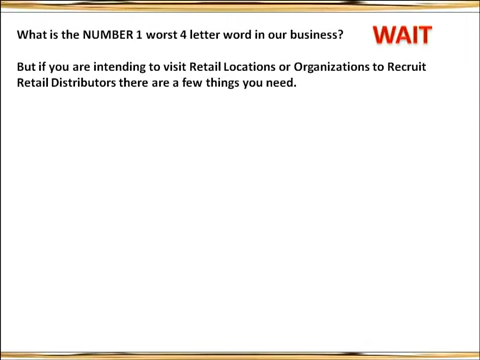 What is the NUMBER 1 worst 4 letter word in our business? WAIT
But if you are intending to visit Retail Locations or Organizations to Recruit
Retail Distributors there are a few things you need.